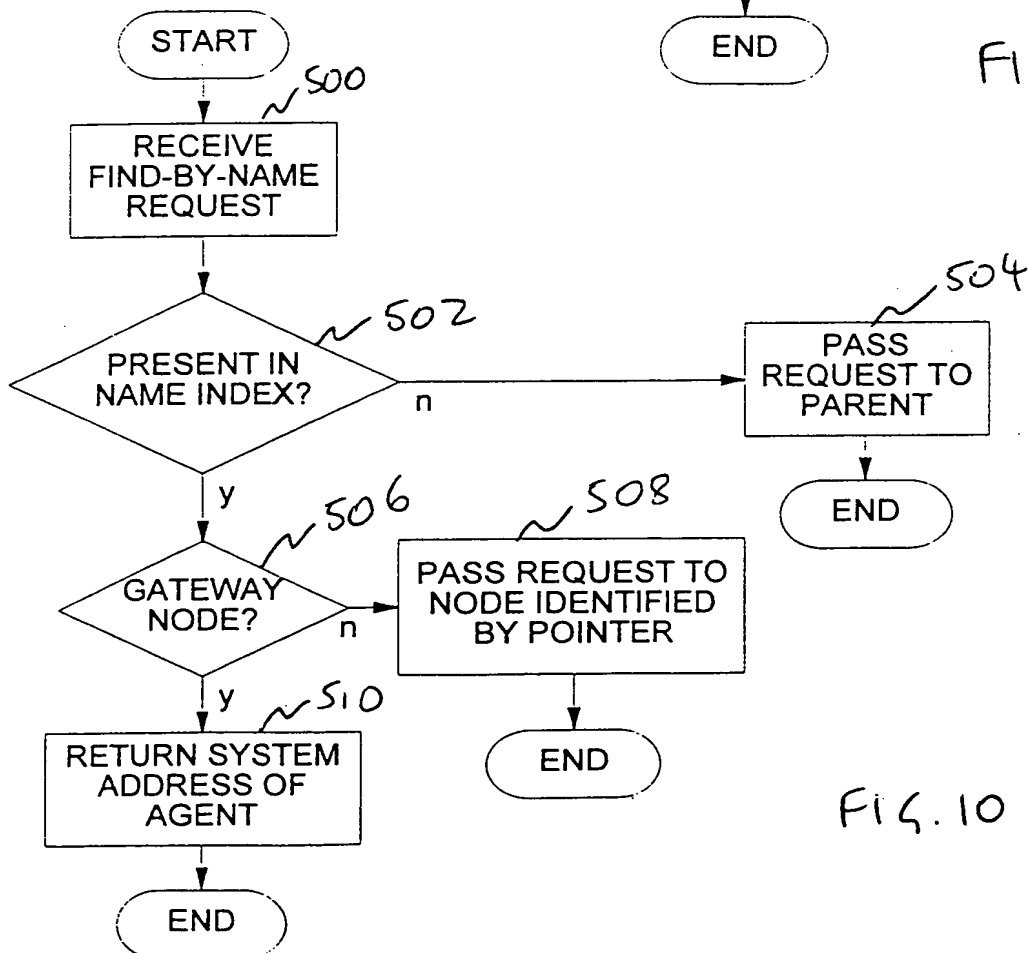 START
END
FI
500
RECEIVE
FIND-BY-NAME
REQUEST
502
504
PRESENT IN
NAME INDEX?
n
PASS
REQUEST TO
PARENT
y
END
506
508
GATEWAY
NODE?
n
PASS REQUEST TO
NODE IDENTIFIED
BY POINTER
y
510
RETURN SYSTEM
ADDRESS OF
AGENT
END
FIG. 10
END